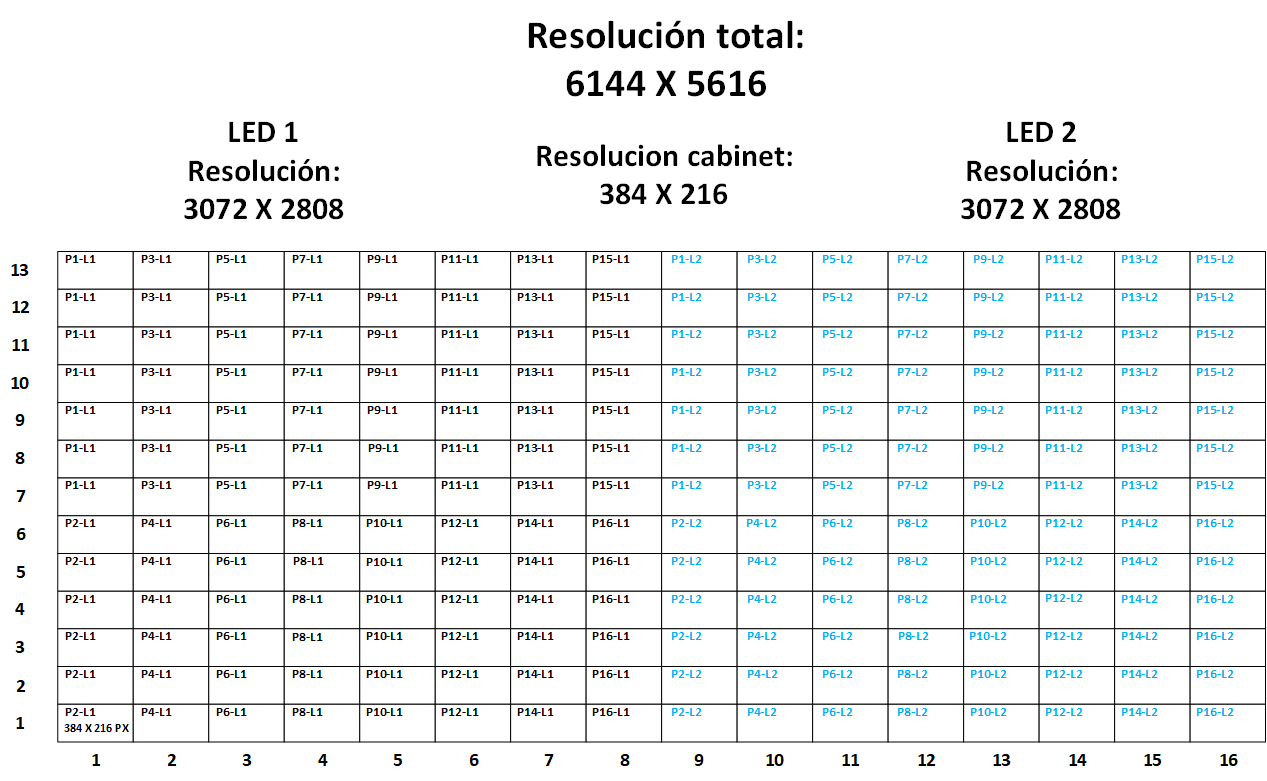 Resolución total:
6144 X 5616
LED 1
Resolución:
3072 X 2808
Resolucion cabinet:
384 X 216
LED 2
Resolución:
3072 X 2808
13 P1-L1 P3-L1 P5-L1 P7-L1 P9-L1 P11-L1 P13-L1 P15-L1 P1-L2 P3-L2 P5-L2 P7-L2 P9-L2 P11-L2 P13-L2 P15-L2
12 P1-L1 P3-L1 P5-L1 P7-L1 P9-L1 P11-L1 P13-L1 P15-L1 P1-L2 P3-L2 P5-L2 P7-L2 P9-L2 P11-L2 P13-L2 P15-L2
11 P1-L1 P3-L1 P5-L1 P7-L1 P9-L1 P11-L1 P13-L1 P15-L1 P1-L2 P3-L2 P5-L2 P7-L2 P9-L2 P11-L2 P13-L2 P15-L2
10 P1-L1 P3-L1 P5-L1 P7-L1 P9-L1 P11-L1 P13-L1 P15-L1 P1-L2 P3-L2 P5-L2 P7-L2 P9-L2 P11-L2 P13-L2 P15-L2
9 P1-L1 P3-L1 P5-L1 P7-L1 P9-L1 P11-L1 P13-L1 P15-L1 P1-L2 P3-L2 P5-L2 P7-L2 P9-L2 P11-L2 P13-L2 P15-L2
8 P1-L1 P3-L1 P5-L1 P7-L1 P9-L1 P11-L1 P13-L1 P15-L1 P1-L2 P3-L2 P5-L2 P7-L2 P9-L2 P11-L2 P13-L2 P15-L2
7 P1-L1 P3-L1 P5-L1 P7-L1 P9-L1 P11-L1 P13-L1 P15-L1 P1-L2 P3-L2 P5-L2 P7-L2 P9-L2 P11-L2 P13-L2 P15-L2
6 P2-L1 P4-L1 P6-L1 P8-L1 P10-L1 P12-L1 P14-L1 P16-L1 P2-L2 P4-L2 P6-L2 P8-L2 P10-L2 P12-L2 P14-L2 P16-L2
5 P2-L1 P4-L1 P6-L1 P8-L1 P10-L1 P12-L1 P14-L1 P16-L1 P2-L2 P4-L2 P6-L2 P8-L2 P10-L2 P12-L2 P14-L2 P16-L2
4 P2-L1 P4-L1 P6-L1 P8-L1 P10-L1 P12-L1 P14-L1 P16-L1 P2-L2 P4-L2 P6-L2 P8-L2 P10-L2 P12-L2 P14-L2 P16-L2
3 P2-L1 P4-L1 P6-L1 P8-L1 P10-L1 P12-L1 P14-L1 P16-L1 P2-L2 P4-L2 P6-L2 P8-L2 P10-L2 P12-L2 P14-L2 P16-L2
2 P2-L1 P4-L1 P6-L1 P8-L1 P10-L1 P12-L1 P14-L1 P16-L1 P2-L2 P4-L2 P6-L2 P8-L2 P10-L2 P12-L2 P14-L2 P16-L2
1 P2-L1 P4-L1 P6-L1 P8-L1 P10-L1 P12-L1 P14-L1 P16-L1 P2-L2 P4-L2 P6-L2 P8-L2 P10-L2 P12-L2 P14-L2 P16-L2
384 X 216 PX
1 2 3 4 5 6 7 8 9 10 11 12 13 14 15 16